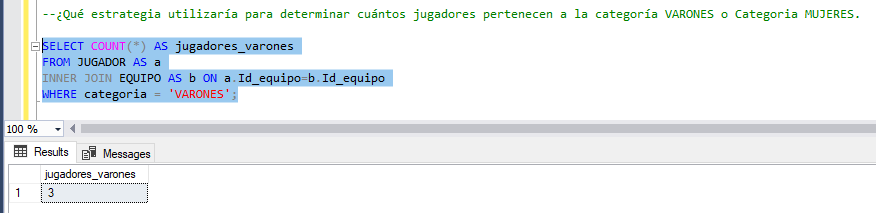 --¿Qué estrategia utilizaría para determinar cuántos jugadores pertenecen a la categoría VARONES o Categoria MUJERES.
SELECT COUNT(*) AS jugadores_varones
FROM JUGADOR AS a
INNER JOIN EQUIPO AS b ON a.Id_equipo=b.Id_equipo
WHERE categoria = 'VARONES';
100 %
Results Messages
jugadores_varones
1 3